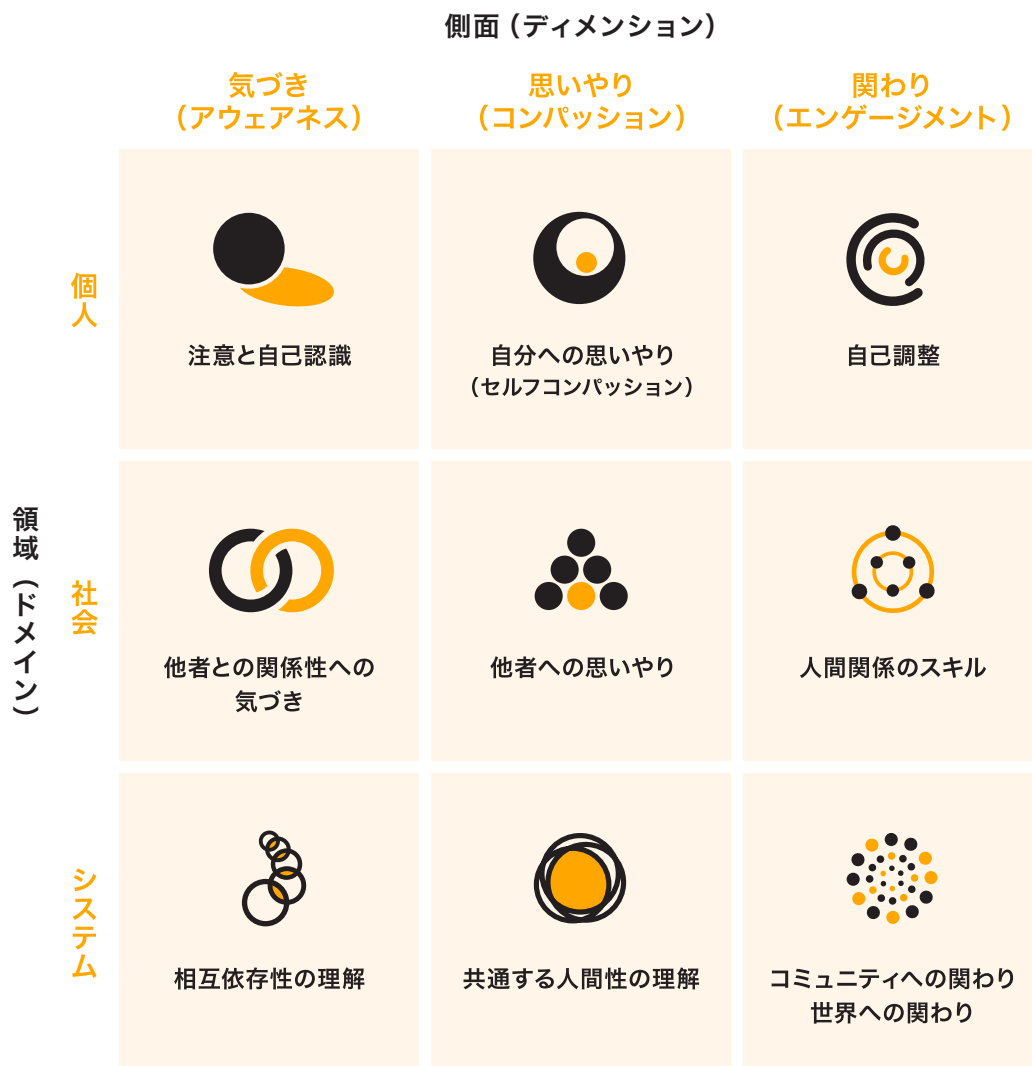 側面（ディメンション）
気づき
（アウェアネス）
思いやり
（コンパッション）
関わり
（エンゲージメント）
領域（ドメイン）
個人
注意と自己認識
自分への思いやり
（セルフコンパッション）
自己調整
社会
他者との関係性への
気づき
他者への思いやり
人間関係のスキル
システム
相互依存性の理解
共通する人間性の理解
コミュニティへの関わり
世界への関わり